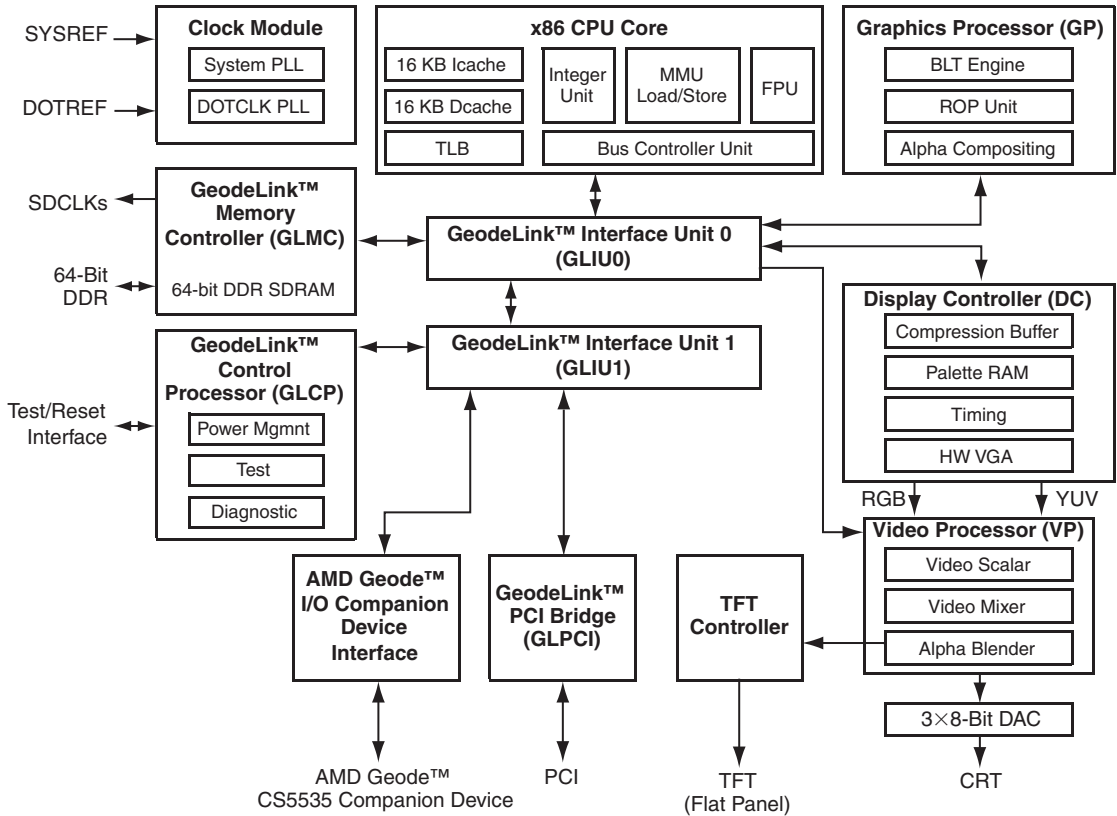 SYSREF
DOTREF
Clock Module
System PLL
DOTCLK PLL
x86 CPU Core
16 KB Icache
16 KB Dcache
TLB
Integer
Unit
MMU
Load/Store
FPU
Bus Controller Unit
Graphics Processor (GP)
BLT Engine
ROP Unit
Alpha Compositing
SDCLKs
64-Bit
DDR
GeodeLink™
Memory
Controller (GLMC)
64-bit DDR SDRAM
GeodeLink™ Interface Unit 0
(GLIU0)
GeodeLink™ Interface Unit 1
(GLIU1)
Display Controller (DC)
Compression Buffer
Palette RAM
Timing
HW VGA
Test/Reset
Interface
GeodeLink™
Control
Processor (GLCP)
Power Mgmnt
Test
Diagnostic
RGB
YUV
Video Processor (VP)
Video Scalar
Video Mixer
Alpha Blender
AMD Geode™
I/O Companion
Device
Interface
GeodeLink™
PCI Bridge
(GLPCI)
TFT
Controller
3×8-Bit DAC
AMD Geode™
CS5535 Companion Device
PCI
TFT
(Flat Panel)
CRT